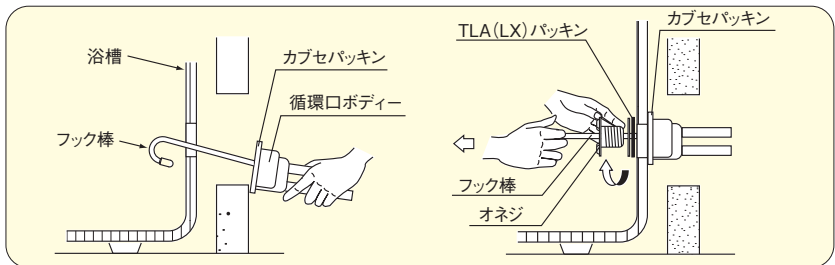 浴槽
カブセパッキン
循環口ボディー
フック棒
TLA(LX)パッキン
カブセパッキン
フック棒
オネジ